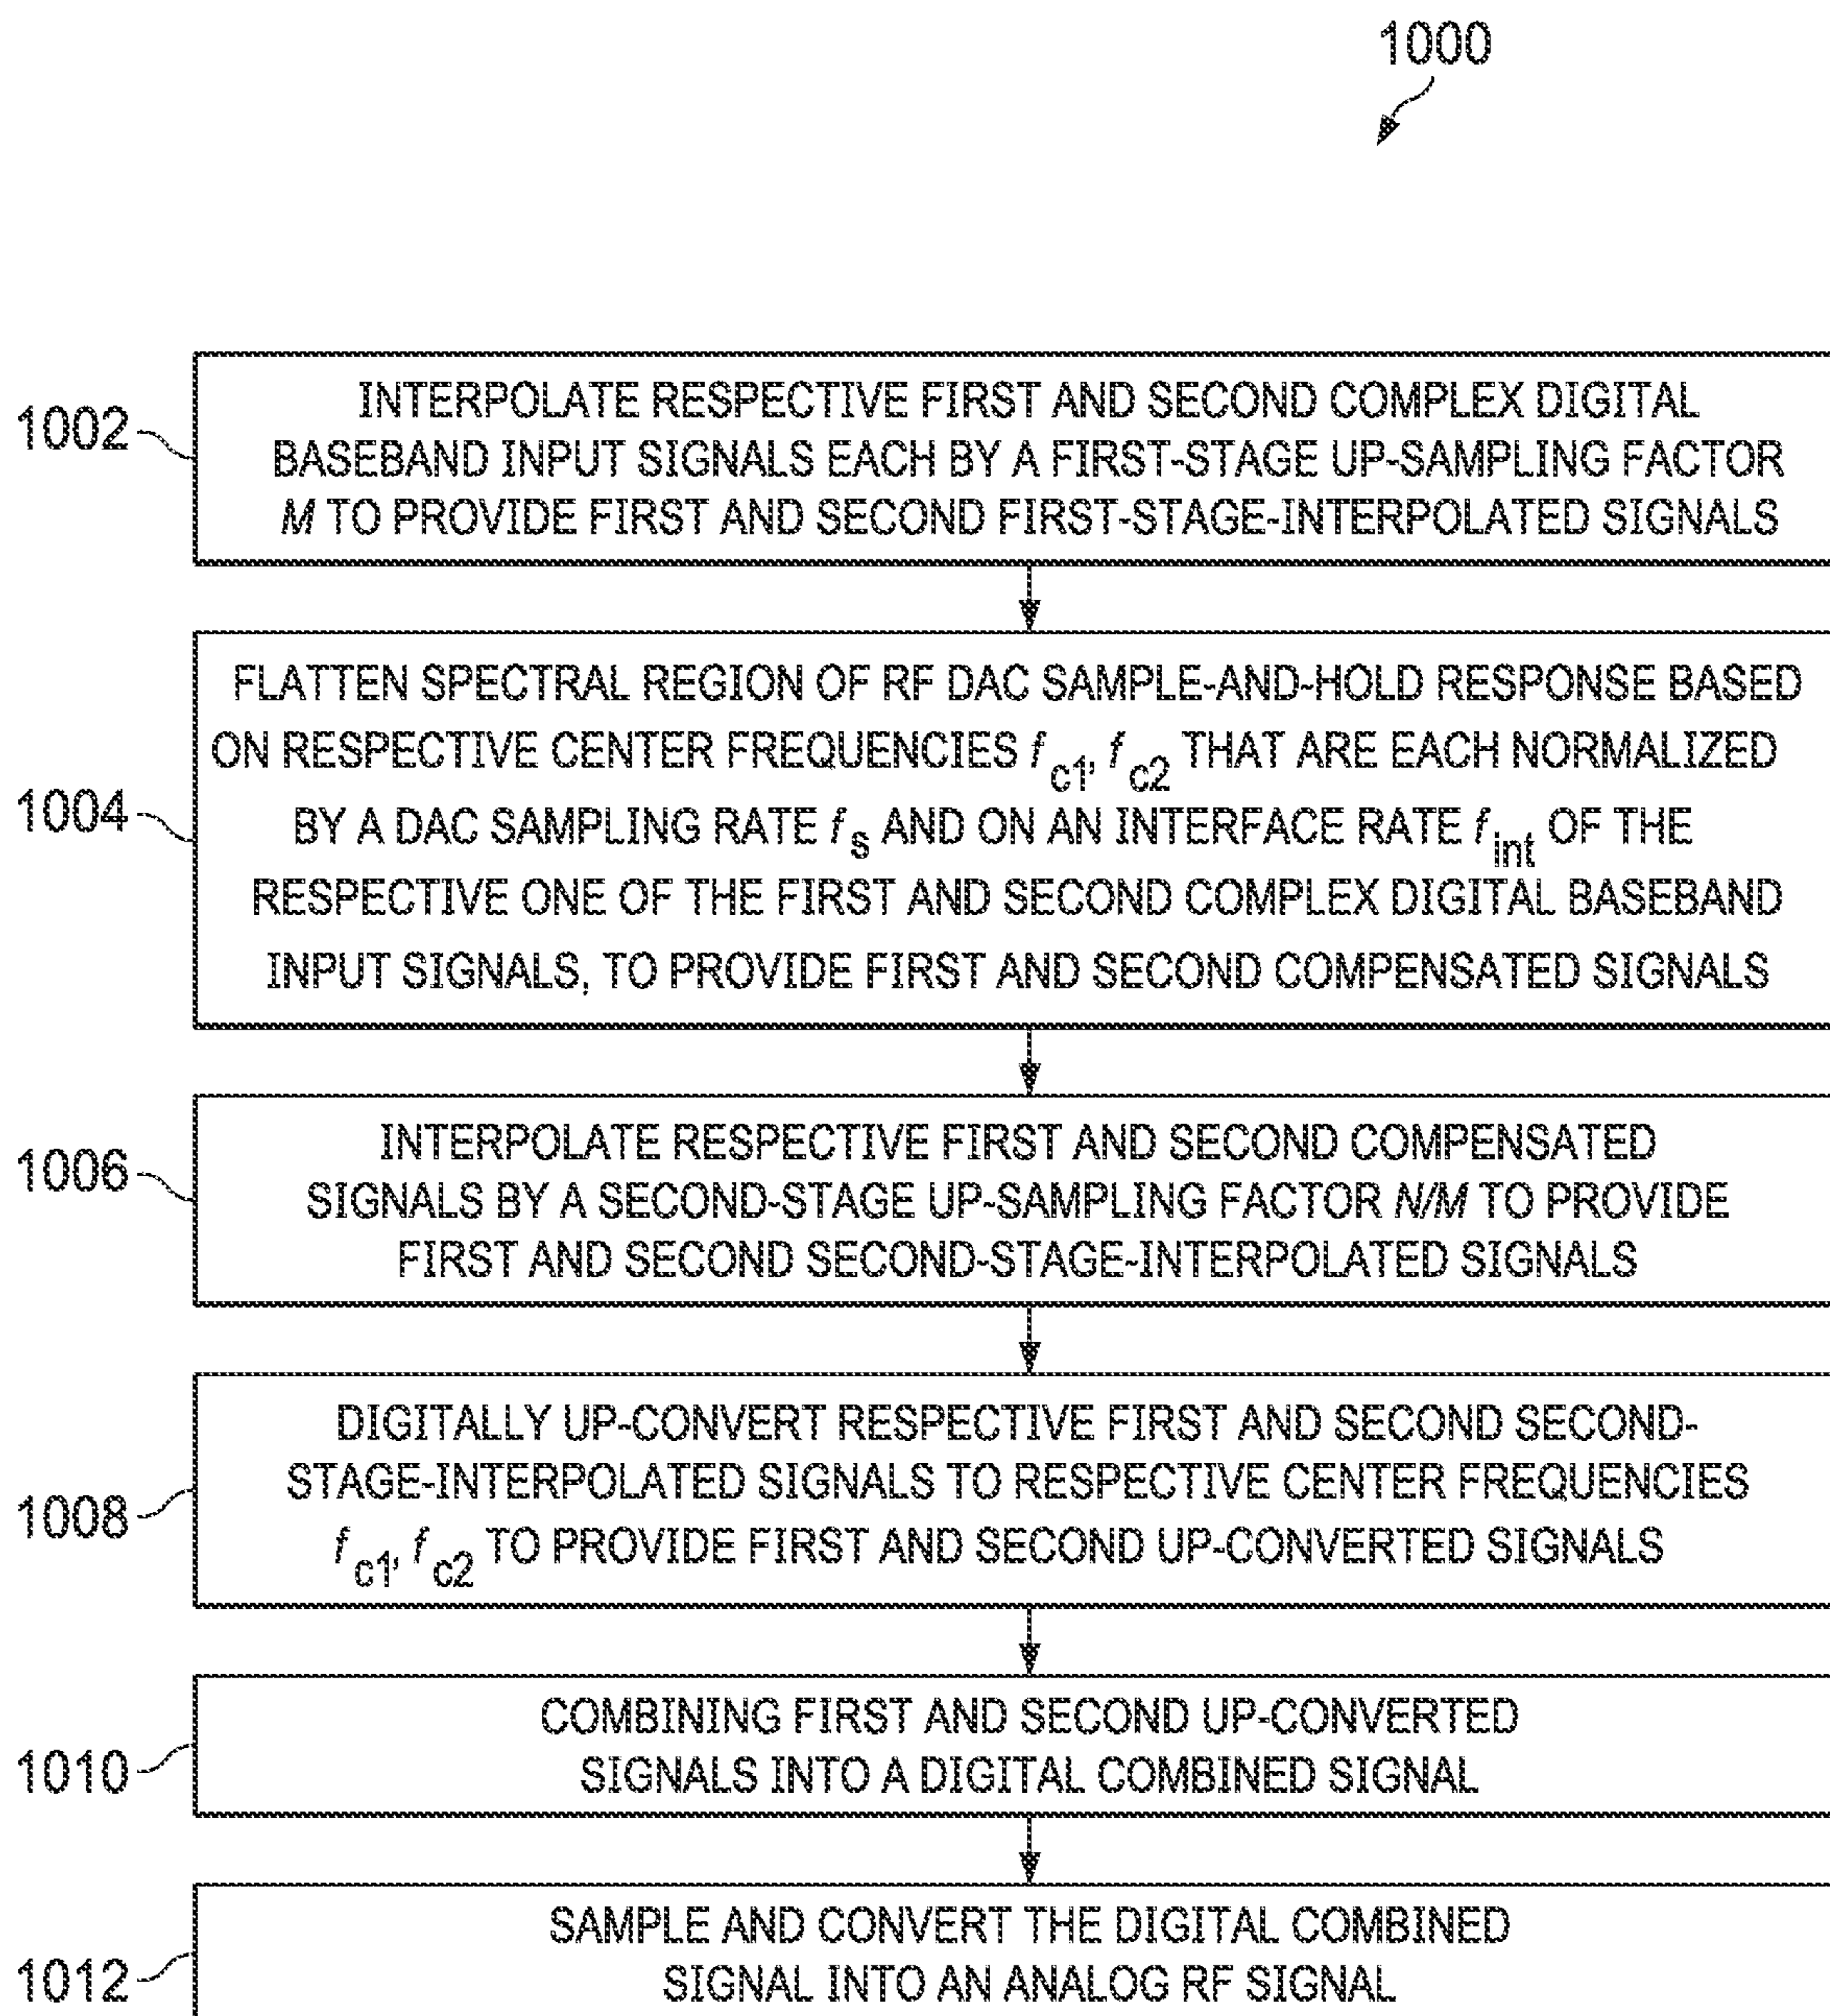 1000
1002
INTERPOLATE RESPECTIVE FIRST AND SECOND COMPLEX DIGITAL
BASEBAND INPUT SIGNALS EACH BY A FIRST-STAGE UP-SAMPLING FACTOR
M TO PROVIDE FIRST AND SECOND FIRST-STAGE-INTERPOLATED SIGNALS
1004
FLATTEN SPECTRAL REGION OF RF DAC SAMPLE-AND-HOLD RESPONSE BASED
ON RESPECTIVE CENTER FREQUENCIES f c1, f c2 THAT ARE EACH NORMALIZED
BY A DAC SAMPLING RATE f s AND ON AN INTERFACE RATE f int OF THE
RESPECTIVE ONE OF THE FIRST AND SECOND COMPLEX DIGITAL BASEBAND
INPUT SIGNALS, TO PROVIDE FIRST AND SECOND COMPENSATED SIGNALS
1006
INTERPOLATE RESPECTIVE FIRST AND SECOND COMPENSATED
SIGNALS BY A SECOND-STAGE UP-SAMPLING FACTOR N/M TO PROVIDE
FIRST AND SECOND SECOND-STAGE-INTERPOLATED SIGNALS
1008
DIGITALLY UP-CONVERT RESPECTIVE FIRST AND SECOND SECOND-
STAGE-INTERPOLATED SIGNALS TO RESPECTIVE CENTER FREQUENCIES
f c1, f c2 TO PROVIDE FIRST AND SECOND UP-CONVERTED SIGNALS
1010
COMBINING FIRST AND SECOND UP-CONVERTED
SIGNALS INTO A DIGITAL COMBINED SIGNAL
1012
SAMPLE AND CONVERT THE DIGITAL COMBINED
SIGNAL INTO AN ANALOG RF SIGNAL